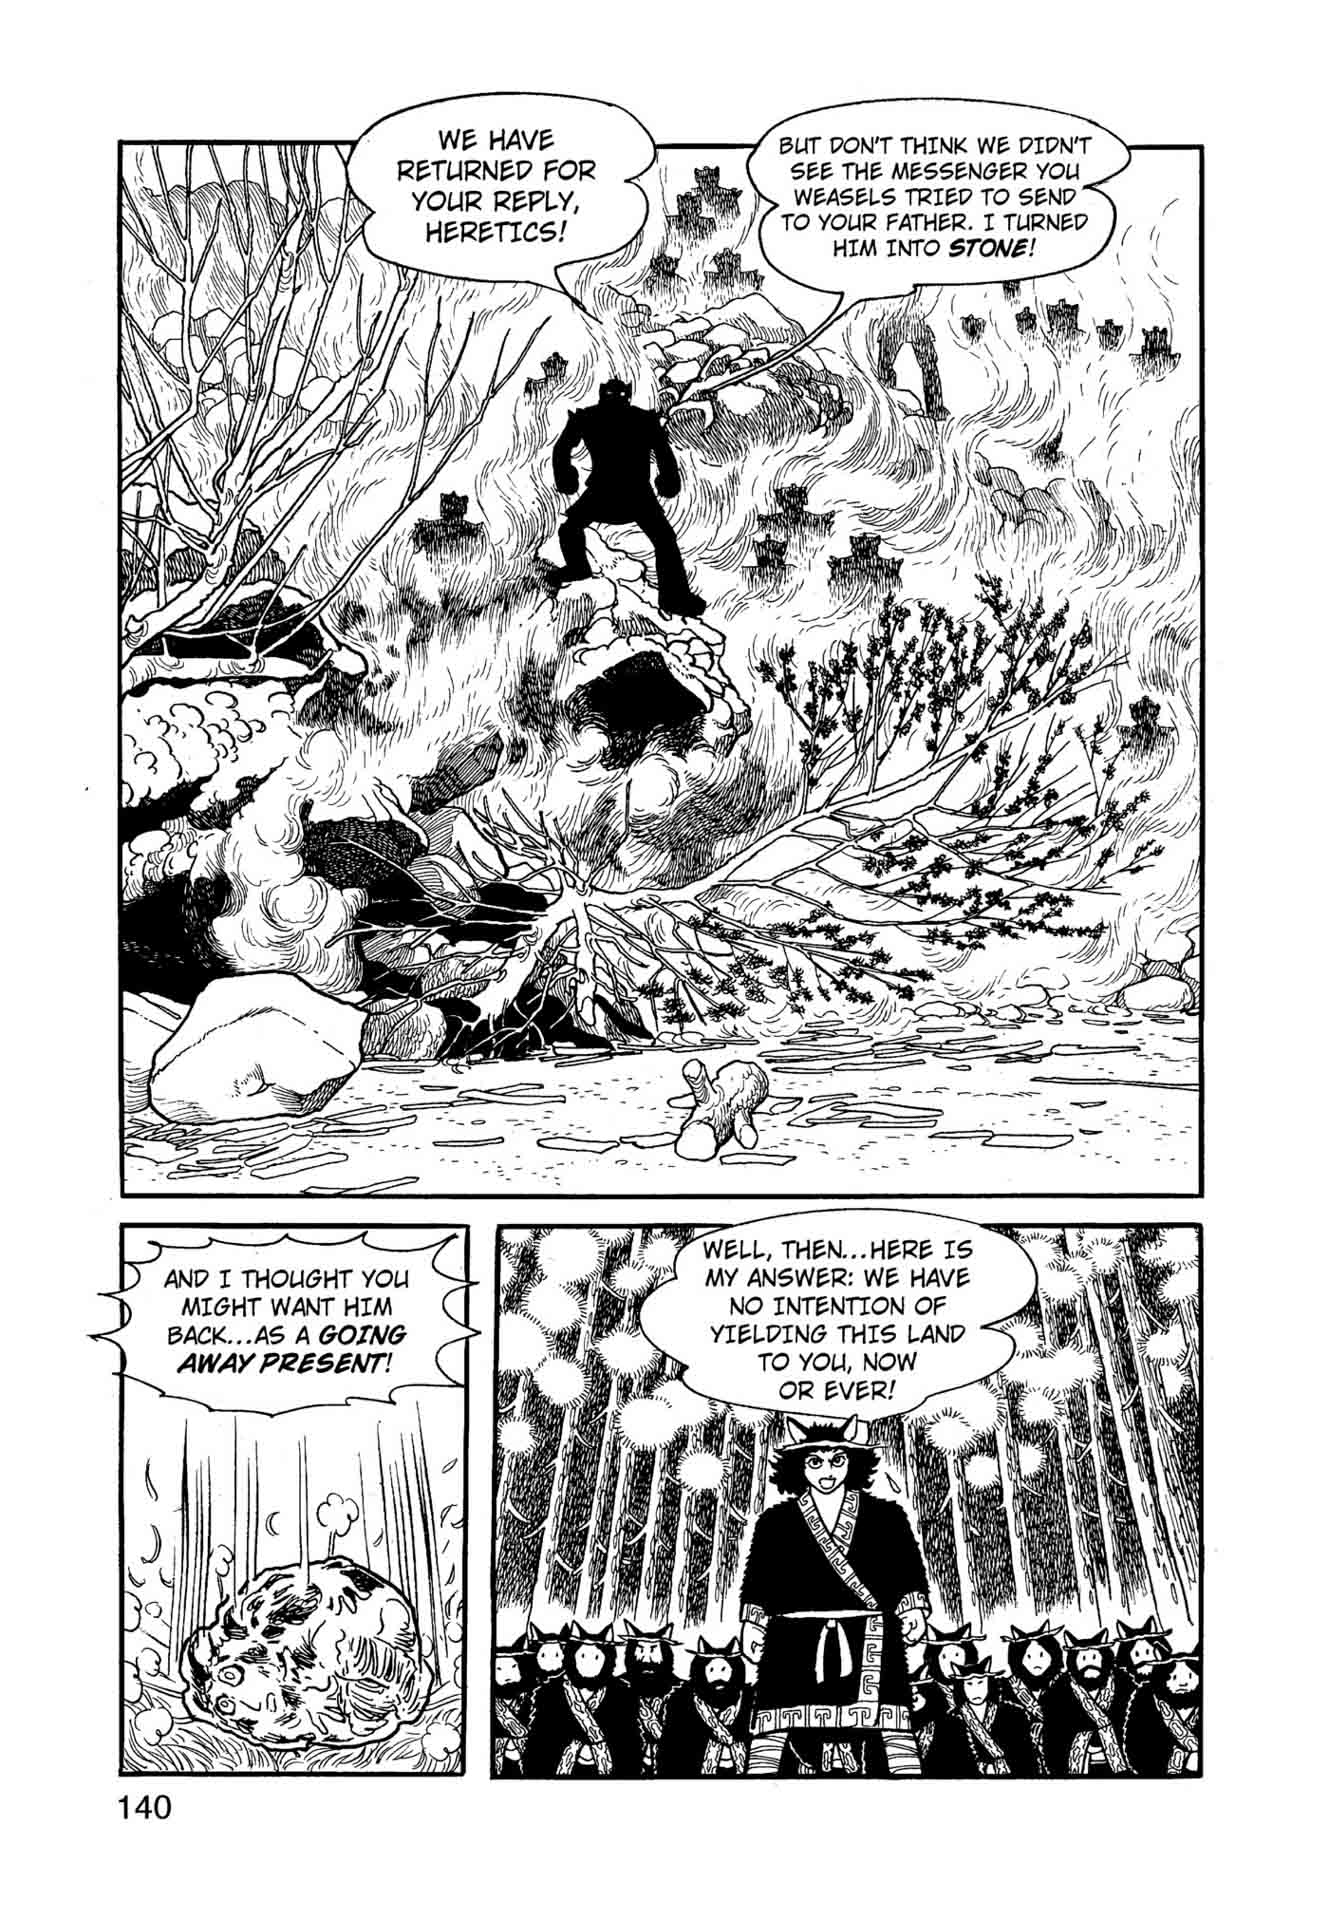 WE HAVE
RETURNED FOR
YOUR REPLY,
HERETICS!
BUT DON'T THINK WE DIDN'T
SEE THE MESSENGER YOU
WEASELS TRIED TO SEND
TO YOUR FATHER. I TURNED
HIM INTO STONE!
AND I THOUGHT YOU
MIGHT WANT HIM
BACK...AS A GOING
AWAY PRESENT!
WELL, THEN...HERE IS
MY ANSWER: WE HAVE
NO INTENTION OF
YIELDING THIS LAND
TO YOU, NOW
OR EVER!
140